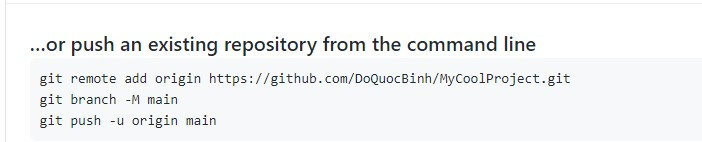 ...or push an existing repository from the command line
git remote add origin https://github.com/DoQuocBinh/MyCoolProject.git
git branch -M main
git push -u origin main